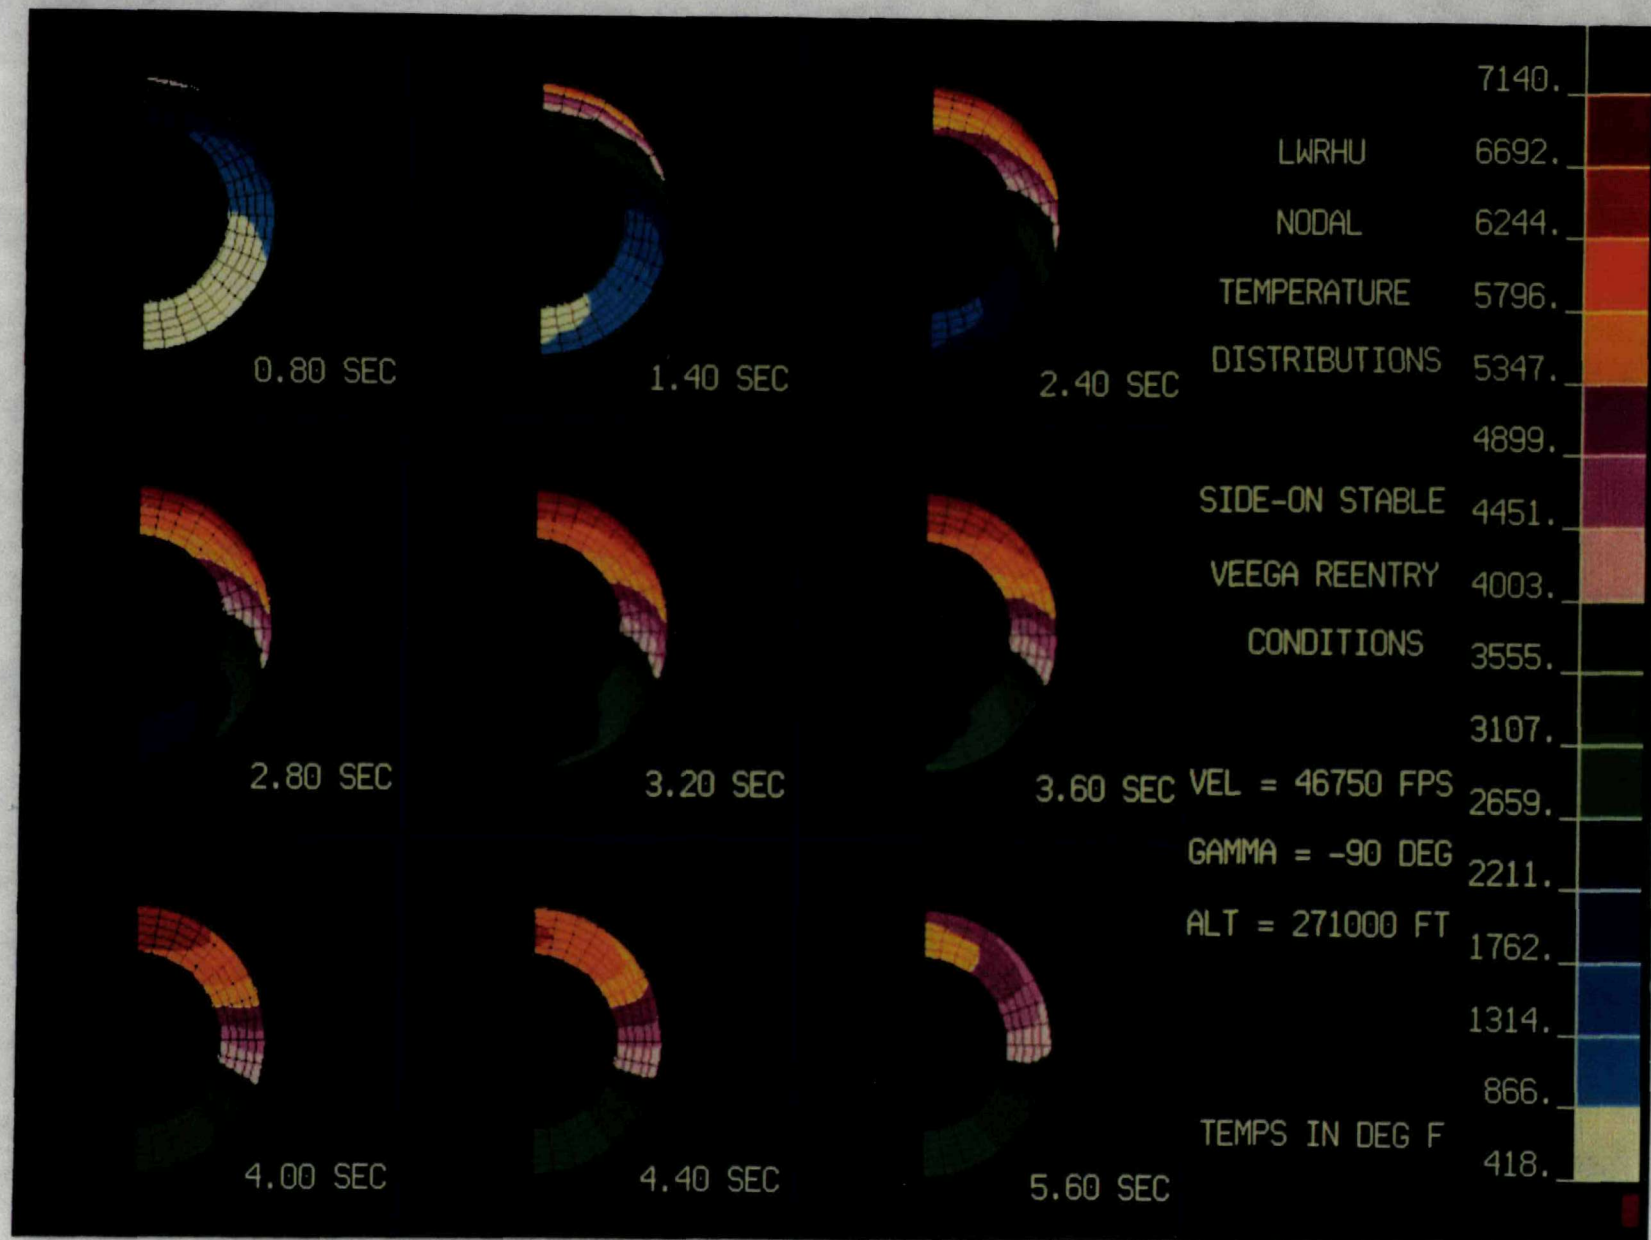 0.80 SEC
1.40 SEC
2.40 SEC
2.80 SEC
3.20 SEC
3.60 SEC
4.00 SEC
4.40 SEC
5.60 SEC
LWRHU
NODAL
TEMPERATURE
DISTRIBUTIONS
SIDE-ON STABLE
VEEGA REENTRY
CONDITIONS
VEL = 46750 FPS
GAMMA = -90 DEG
ALT = 271000 FT
TEMPS IN DEG F
7140.
6692.
6244.
5796.
5347.
4899.
4451.
4003.
3555.
3107.
2659.
2211.
1762.
1314.
866.
418.